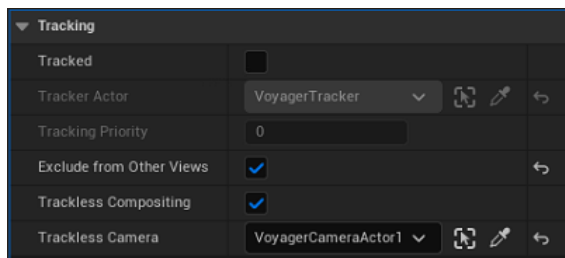 Tracking
Tracked
Tracker Actor VoyagerTracker
Tracking Priority 0
Exclude from Other Views
Trackless Compositing
Trackless Camera VoyagerCameraActor1